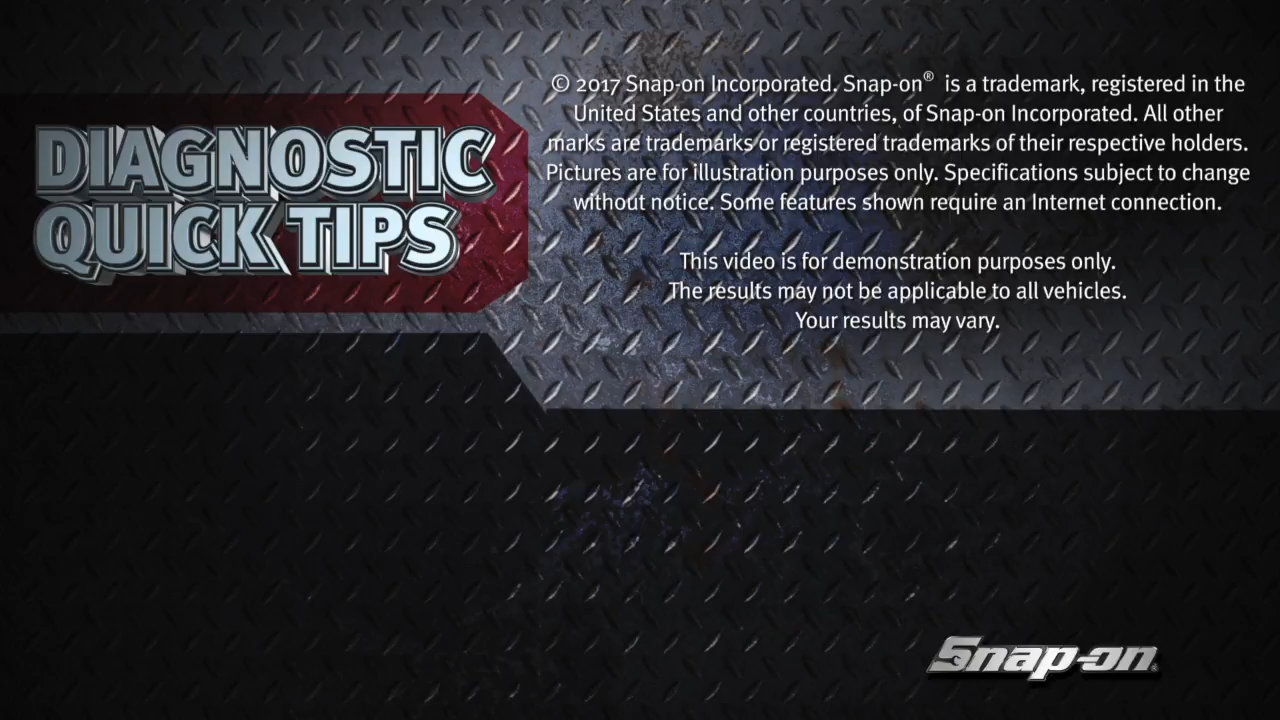 DIAGNOSTIC
QUICK TIPS
© 2017 Snap-on Incorporated. Snap-on® is a trademark, registered in the
United States and other countries, of Snap-on Incorporated. All other
marks are trademarks or registered trademarks of their respective holders.
Pictures are for illustration purposes only. Specifications subject to change
without notice. Some features shown require an Internet connection.
This video is for demonstration purposes only.
The results may not be applicable to all vehicles.
Your results may vary.
Snap-on